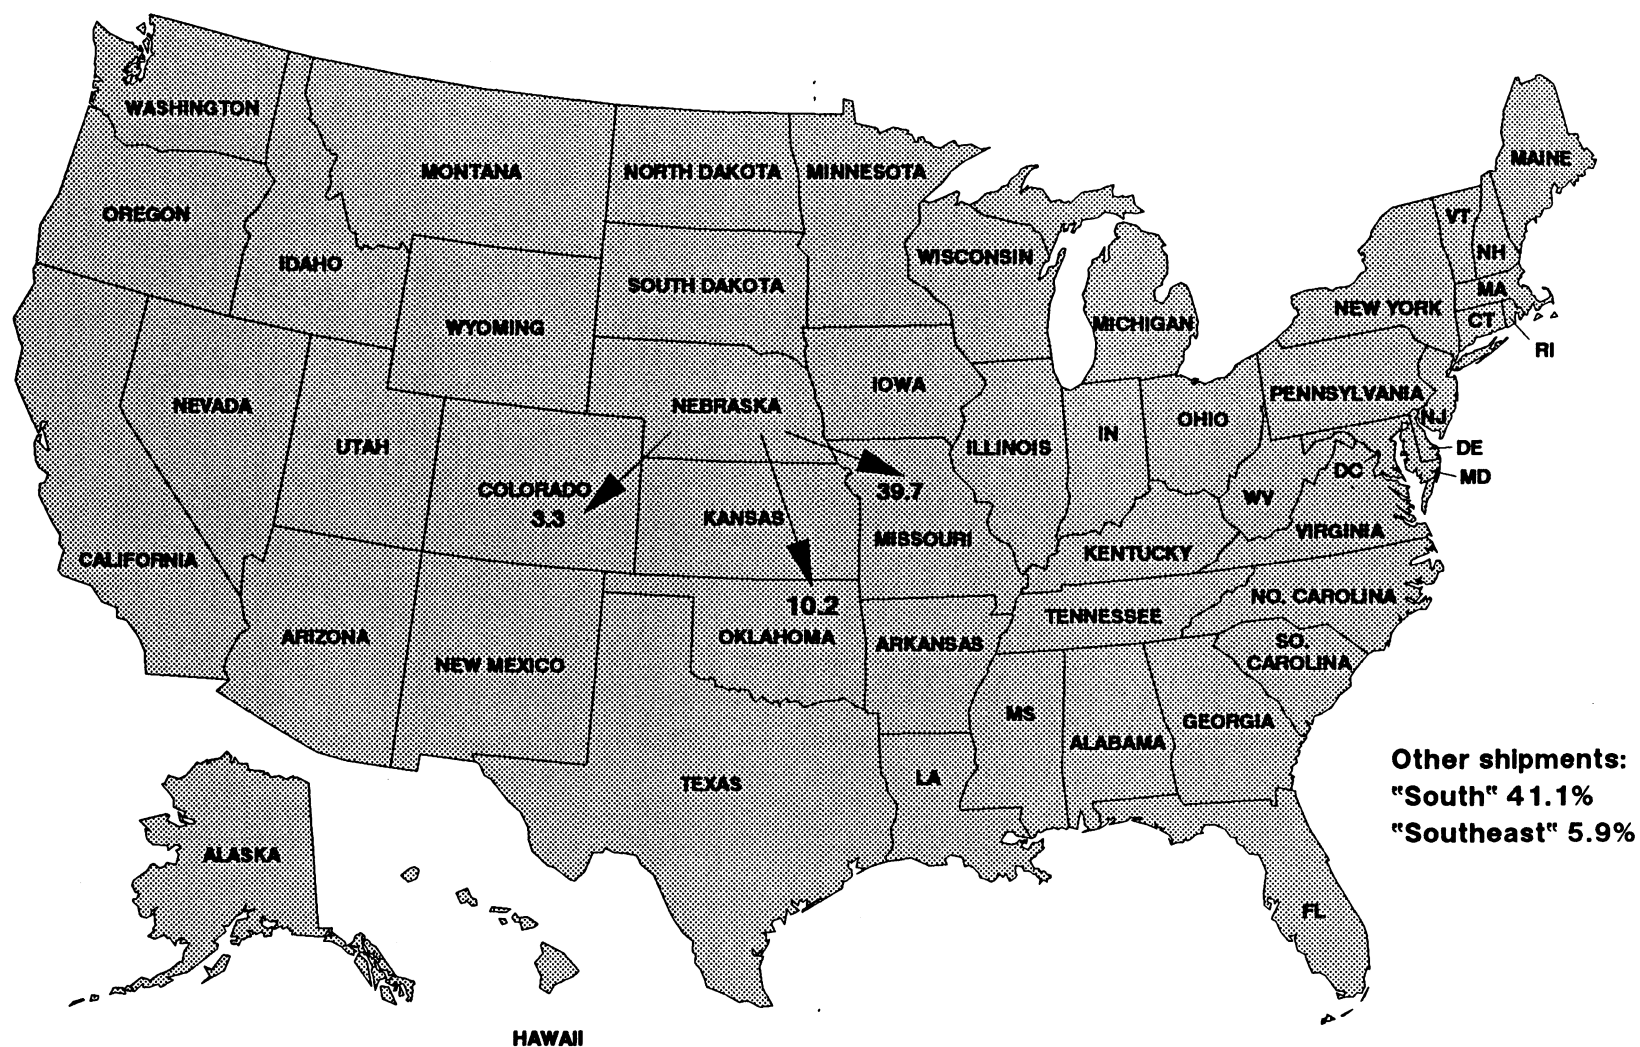 WASHINGTON
MONTANA
NORTH DAKOTA
MINNESOTA
MAINE
OREGON
IDAHO
WISCONSIN
VT
NH
SOUTH DAKOTA
MA
WYOMING
MICHIGAN
NEW YORK
CT
RI
NEVADA
NEBRASKA
IOWA
PENNSYLVANIA
NJ
UTAH
ILLINOIS
IN
OHIO
DE
MD
DC
COLORADO
3.3
39.7
KANSAS
WV
VIRGINIA
CALIFORNIA
MISSOURI
KENTUCKY
10.2
OKLAHOMA
NO. CAROLINA
TENNESSEE
ARIZONA
NEW MEXICO
ARKANSAS
SO.
CAROLINA
MS
ALABAMA
GEORGIA
TEXAS
LA
Other shipments:
"South" 41.1%
"Southeast" 5.9%
ALASKA
FL
HAWAII